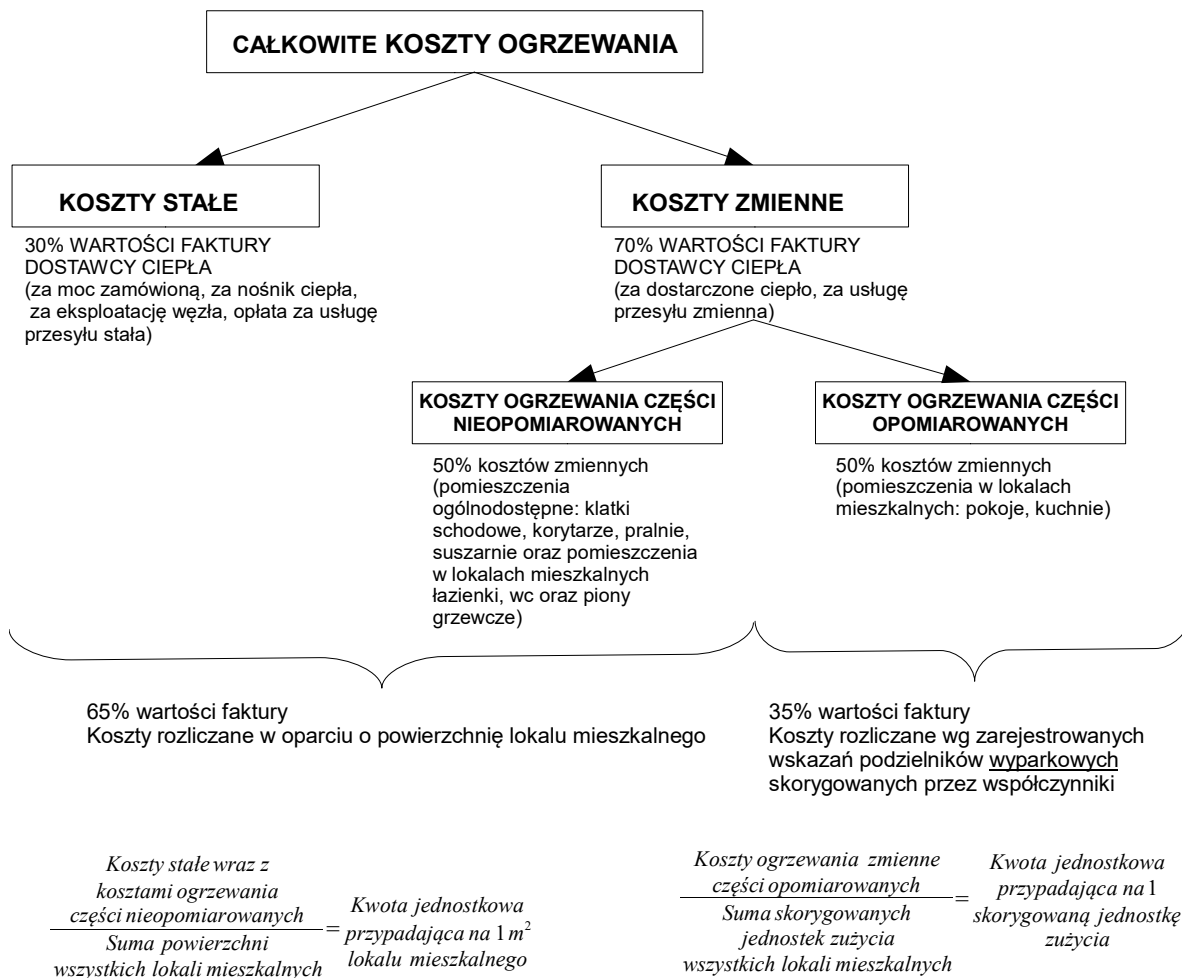 CAŁKOWITE KOSZTY OGRZEWANIA
KOSZTY STAŁE
30% WARTOŚCI FAKTURY
DOSTAWCY CIEPŁA
(za moc zamówioną, za nośnik ciepła,
za eksploatację węzła, opłata za usługę
przesyłu stała)
KOSZTY ZMIENNE
70% WARTOŚCI FAKTURY
DOSTAWCY CIEPŁA
(za dostarczone ciepło, za usługę
przesyłu zmienna)
KOSZTY OGRZEWANIA CZĘŚCI
NIEOPOMIAROWANYCH
50% kosztów zmiennych
(pomieszczenia
ogólnodostępne: klatki
schodowe, korytarze, pralnie,
suszarnie oraz pomieszczenia
w lokalach mieszkalnych
łazienki, wc oraz piony
grzewcze)
KOSZTY OGRZEWANIA CZĘŚCI
OPOMIAROWANYCH
50% kosztów zmiennych
(pomieszczenia w lokalach
mieszkalnych: pokoje, kuchnie)
65% wartości faktury
Koszty rozliczane w oparciu o powierzchnię lokalu mieszkalnego
35% wartości faktury
Koszty rozliczane wg zarejestrowanych
wskazań podzielników wyparkowych
skorygowanych przez współczynniki
Koszty stałe wraz z
kosztami ogrzewania
części nieopomiarowanych
Suma powierzchni
wszystkich lokali mieszkalnych
=
Kwota jednostkowa
przypadająca na 1 m²
lokalu mieszkalnego
Koszty ogrzewania zmienne
części opomiarowanych
Suma skorygowanych
jednostek zużycia
wszystkich lokali mieszkalnych
=
Kwota jednostkowa
przypadająca na 1
skorygowaną jednostkę
zużycia